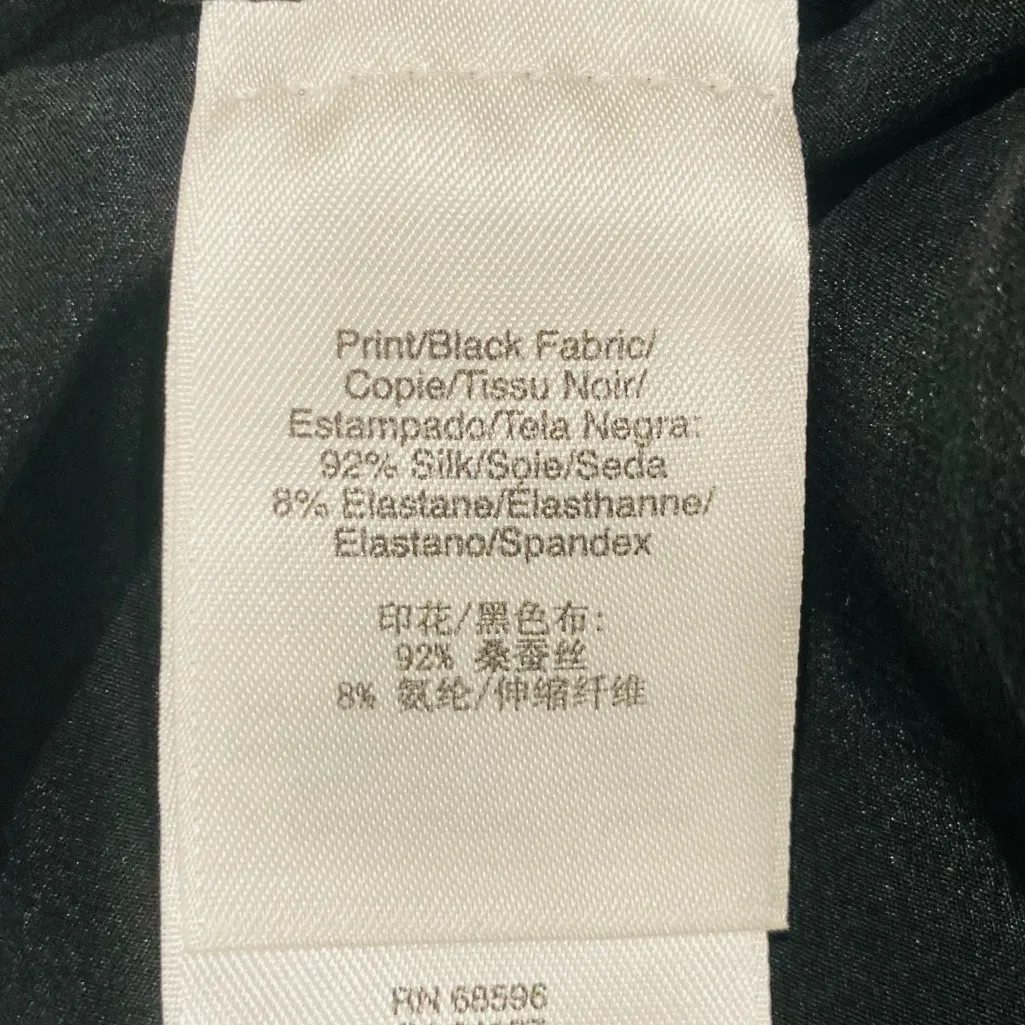 Print/Black Fabric/
Copie/Tissu Noir/
Estampado/Tela Negra:
92% Silk/Soie/Seda
8% Elastane/Élasthanne/
Elastano/Spandex
印花/黑色布:
92% 桑蚕丝
8% 氨纶/伸缩纤维
RN 68596